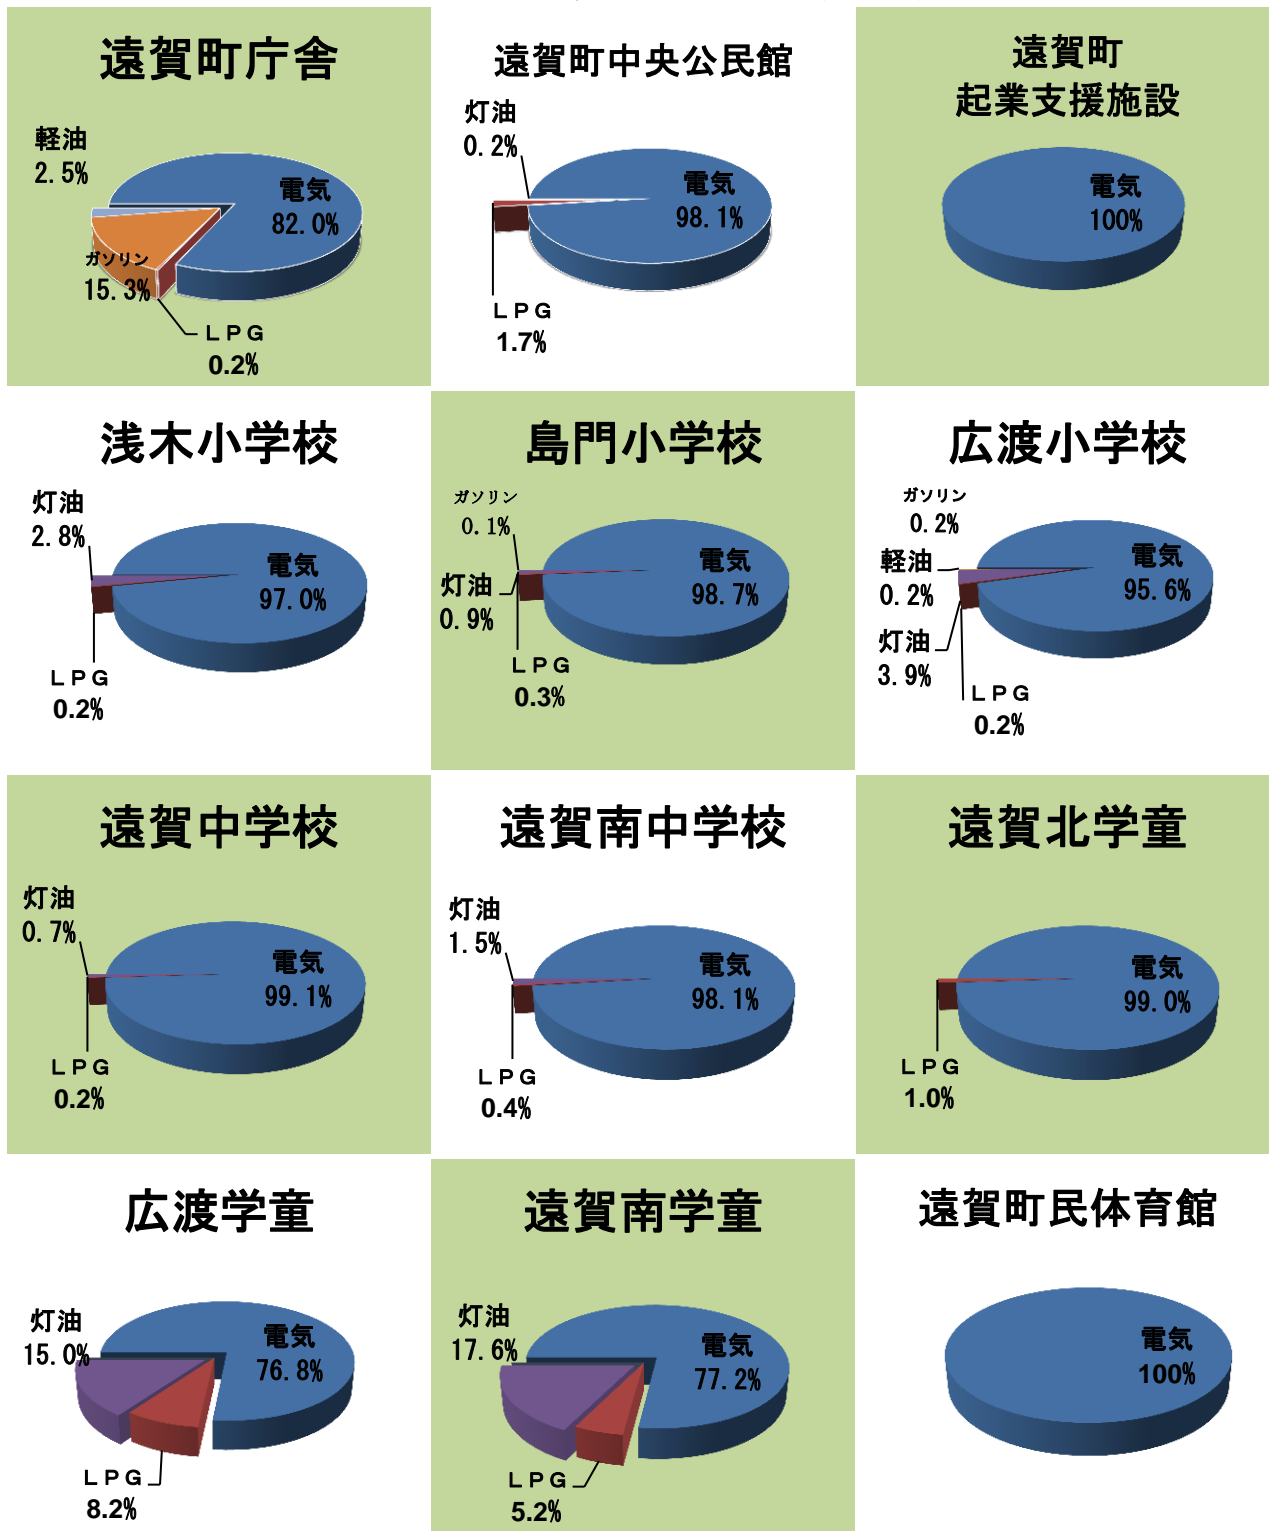 遠賀町庁舎
軽油
2.5%
電気
82.0%
ガソリン
15.3%
ＬＰＧ
0.2%
遠賀町中央公民館
灯油
0.2%
電気
98.1%
ＬＰＧ
1.7%
遠賀町
起業支援施設
電気
100%
浅木小学校
灯油
2.8%
電気
97.0%
ＬＰＧ
0.2%
島門小学校
ガソリン
0.1%
電気
98.7%
灯油
0.9%
ＬＰＧ
0.3%
広渡小学校
ガソリン
0.2%
軽油
0.2%
電気
95.6%
灯油
3.9%
ＬＰＧ
0.2%
遠賀中学校
灯油
0.7%
電気
99.1%
ＬＰＧ
0.2%
遠賀南中学校
灯油
1.5%
電気
98.1%
ＬＰＧ
0.4%
遠賀北学童
電気
99.0%
ＬＰＧ
1.0%
広渡学童
灯油
15.0%
電気
76.8%
ＬＰＧ
8.2%
遠賀南学童
灯油
17.6%
電気
77.2%
ＬＰＧ
5.2%
遠賀町民体育館
電気
100%